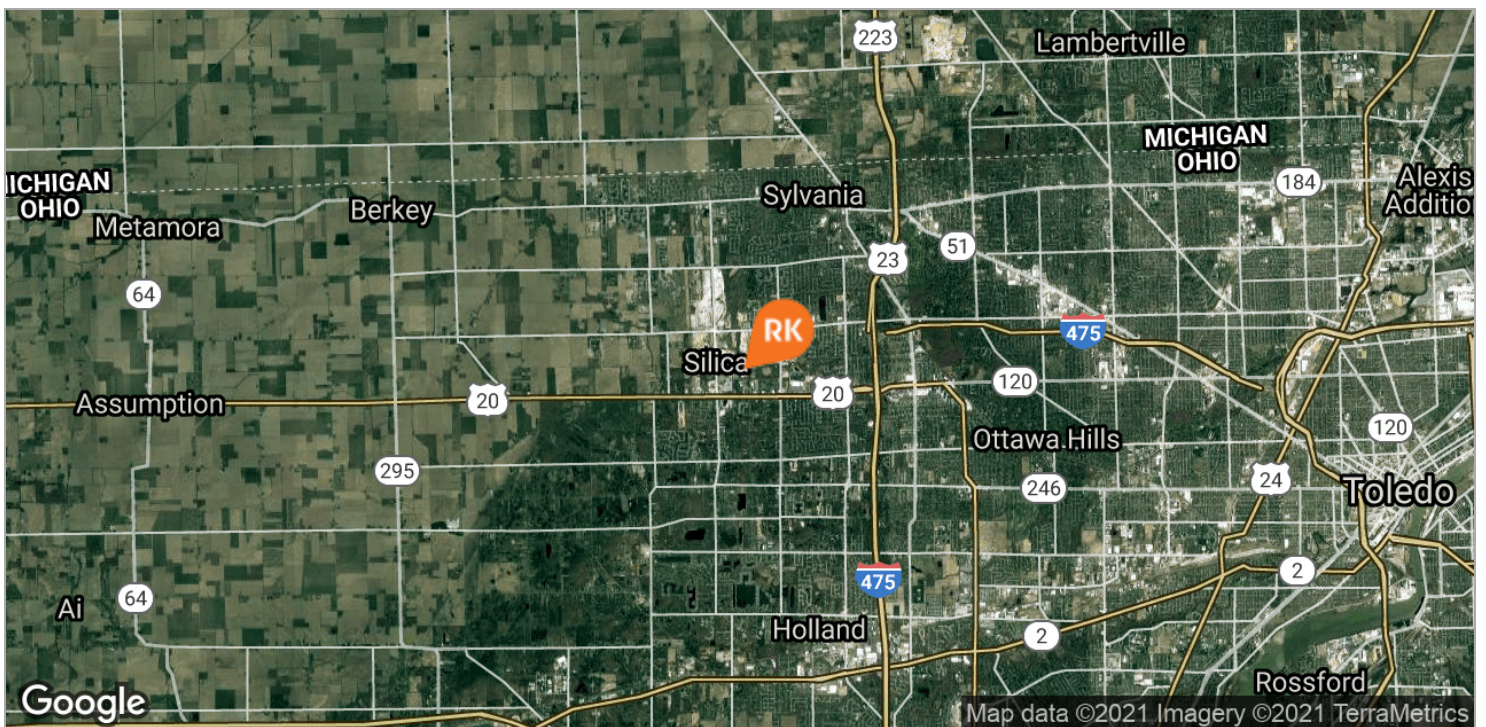 223
Lambertville
MICHIGAN
OHIO
184
Alexis
Additio
MICHIGAN
OHIO
Metamora
Berkey
Sylvania
51
23
64
RK
475
Silica
20
20
120
Assumption
120
Ottawa Hills
295
246
24
Toledo
475
2
64
Ai
Holland
2
Rossford
Google
Map data ©2021 Imagery ©2021 TerraMetrics